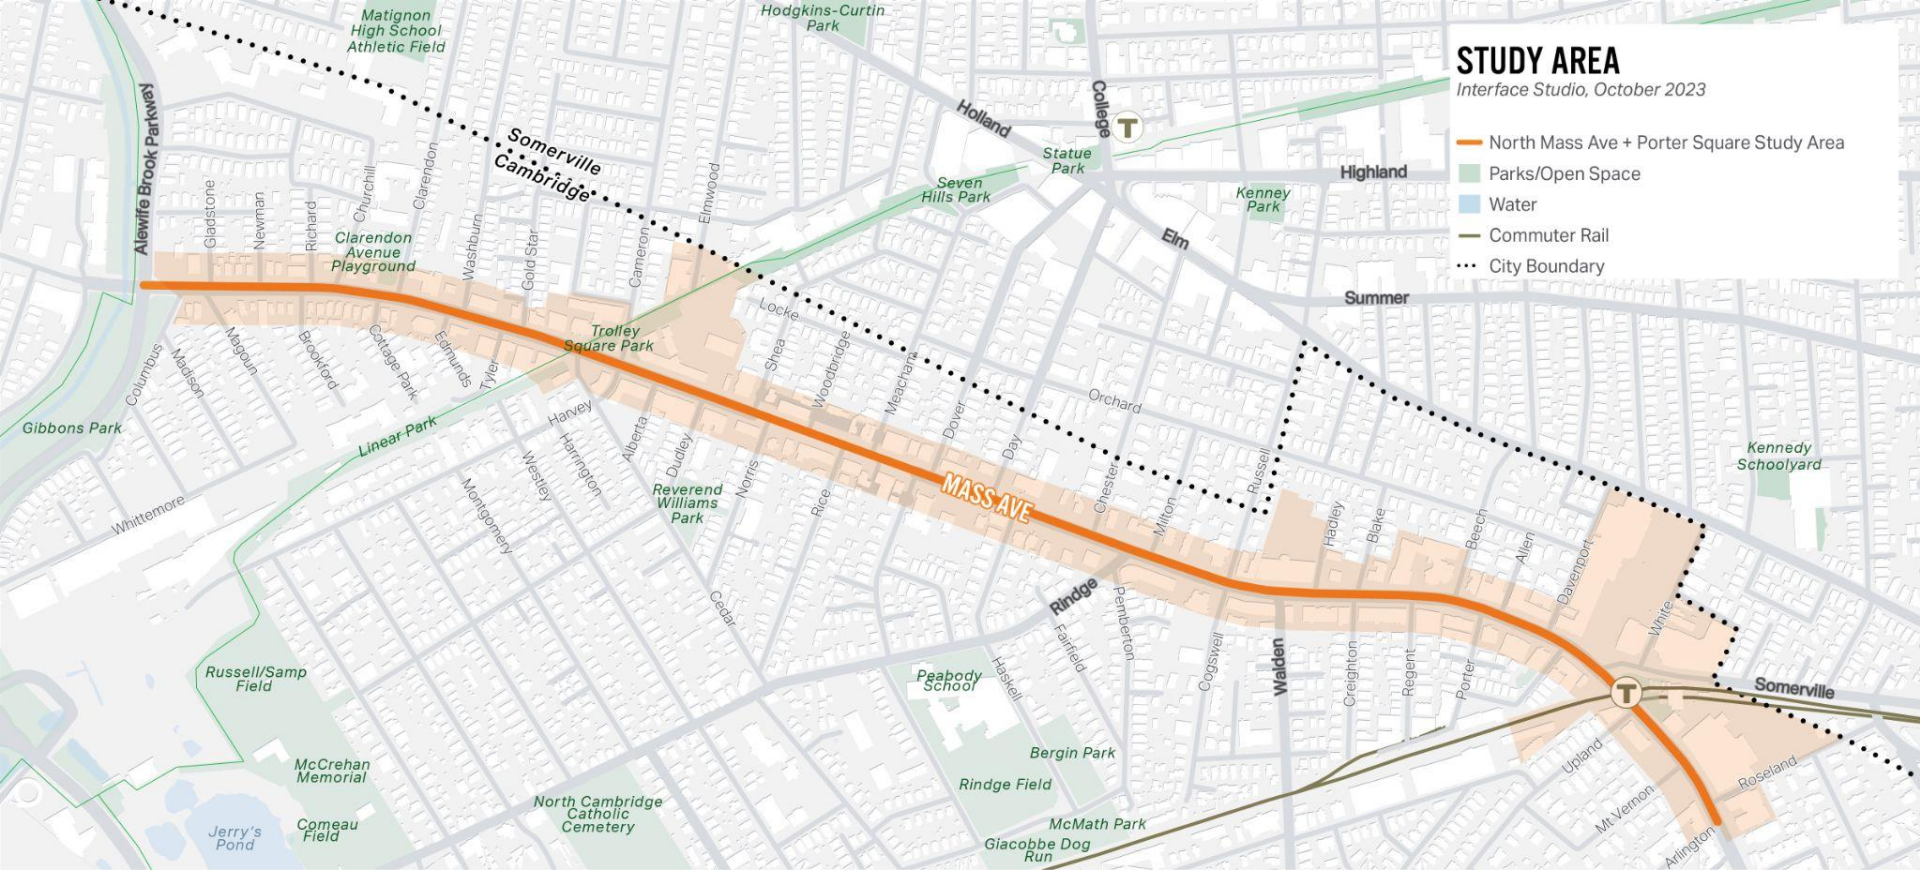 STUDY AREA
Interface Studio, October 2023
North Mass Ave + Porter Square Study Area
Parks/Open Space
Water
Commuter Rail
City Boundary
Matignon
High School
Athletic Field
Hodgkins-Curtin
Park
Alewife Brook Parkway
Somerville
Cambridge
Holland
College
T
Statue
Park
Seven
Hills Park
Highland
Kenney
Park
Elm
Summer
Gladstone
Newman
Richard
Churchill
Clarendon
Washburn
Gold Star
Cameron
Elmwood
Clarendon
Avenue
Playground
Trolley
Square Park
Locke
Shea
Woodbridge
Meacham
Dover
Day
Orchard
Chester
Milton
Russell
Hadley
Blake
Beech
Allen
Davenport
White
Kennedy
Schoolyard
Columbus
Madison
Magoun
Brookford
Cottage Park
Edmunds
Tyler
Harvey
Linear Park
Gibbons Park
Whittemore
Montgomery
Westley
Harrington
Alberta
Dudley
Norris
Rice
Reverend
Williams
Park
MASS AVE
Cedar
Rindge
Fairfield
Pemberton
Haskell
Cogswell
Walden
Creighton
Regent
Porter
T
Somerville
Upland
Mt Vernon
Roseland
Arlington
Russell/Samp
Field
McCrehan
Memorial
Comeau
Field
Jerry's
Pond
North Cambridge
Catholic
Cemetery
Peabody
School
Bergin Park
Rindge Field
McMath Park
Giacobbe Dog
Run